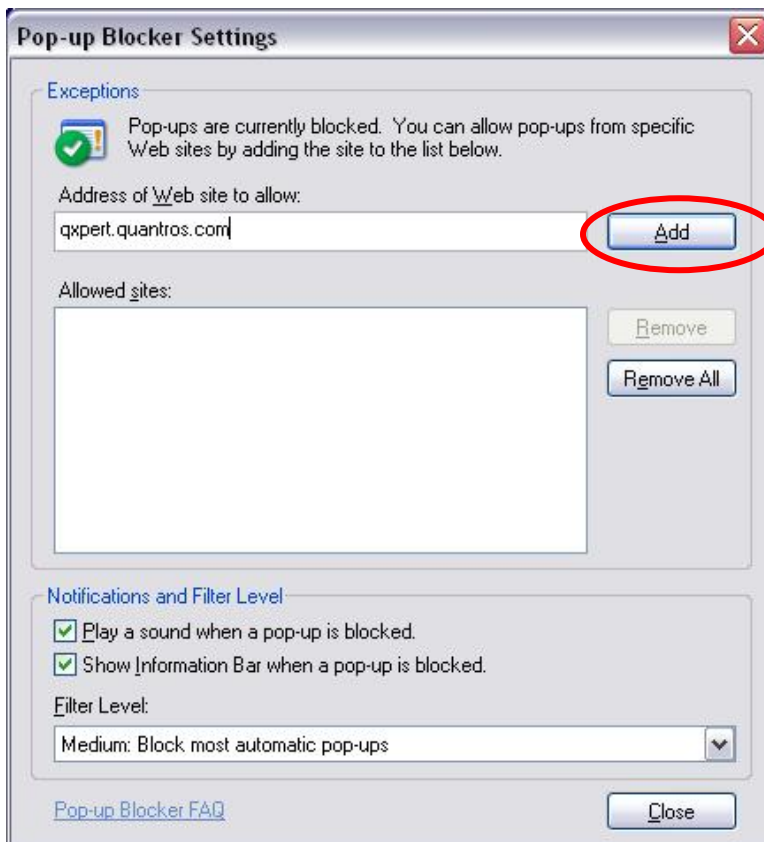 Pop-up Blocker Settings
Exceptions
Pop-ups are currently blocked. You can allow pop-ups from specific
Web sites by adding the site to the list below.
Address of Web site to allow:
qxpert.quantros.com
Add
Allowed sites:
Remove
Remove All
Notifications and Filter Level
Play a sound when a pop-up is blocked.
Show Information Bar when a pop-up is blocked.
Filter Level:
Medium: Block most automatic pop-ups
Pop-up Blocker FAQ
Close